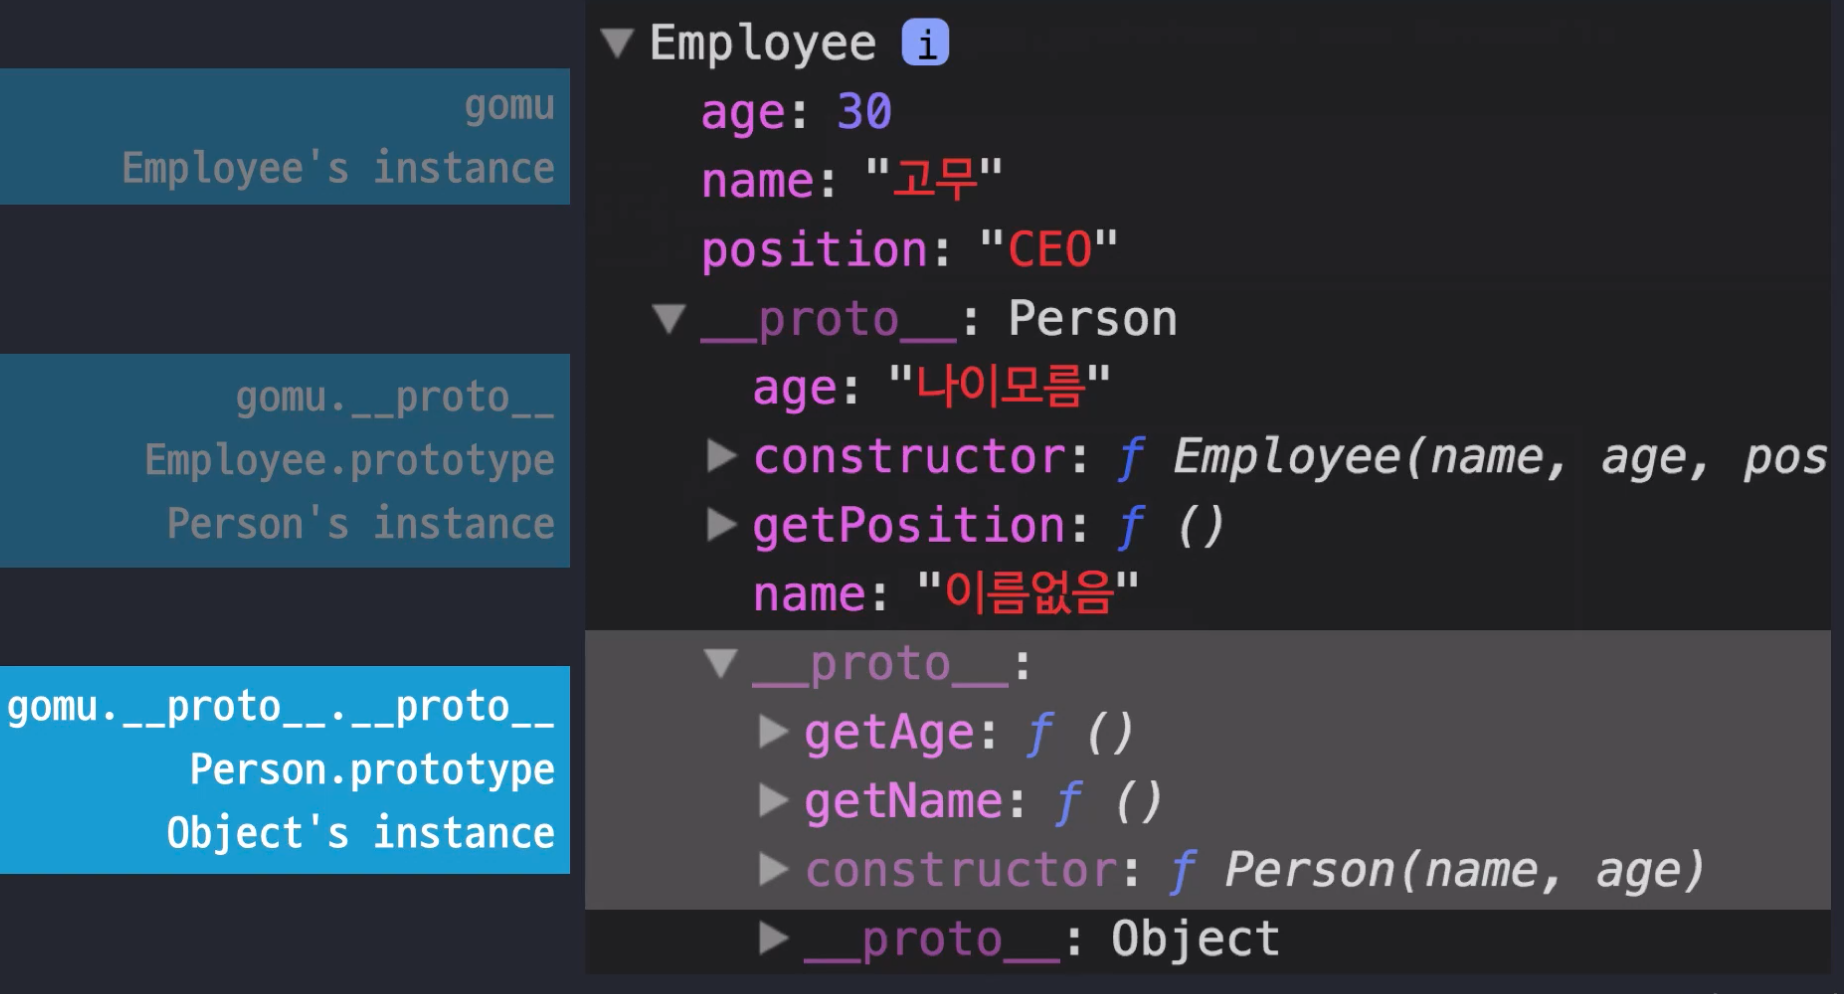 gomu
Employee's instance
gomu.__proto__
Employee.prototype
Person's instance
gomu.__proto__.__proto__
Person.prototype
Object's instance
▼ Employee i
age: 30
name: "고무"
position: "CEO"
▼ __proto__: Person
age: "나이모름"
▶ constructor: ƒ Employee(name, age, pos
▶ getPosition: ƒ ()
name: "이름없음"
▼ __proto__:
▶ getAge: ƒ ()
▶ getName: ƒ ()
▶ constructor: ƒ Person(name, age)
▶ __proto__: Object